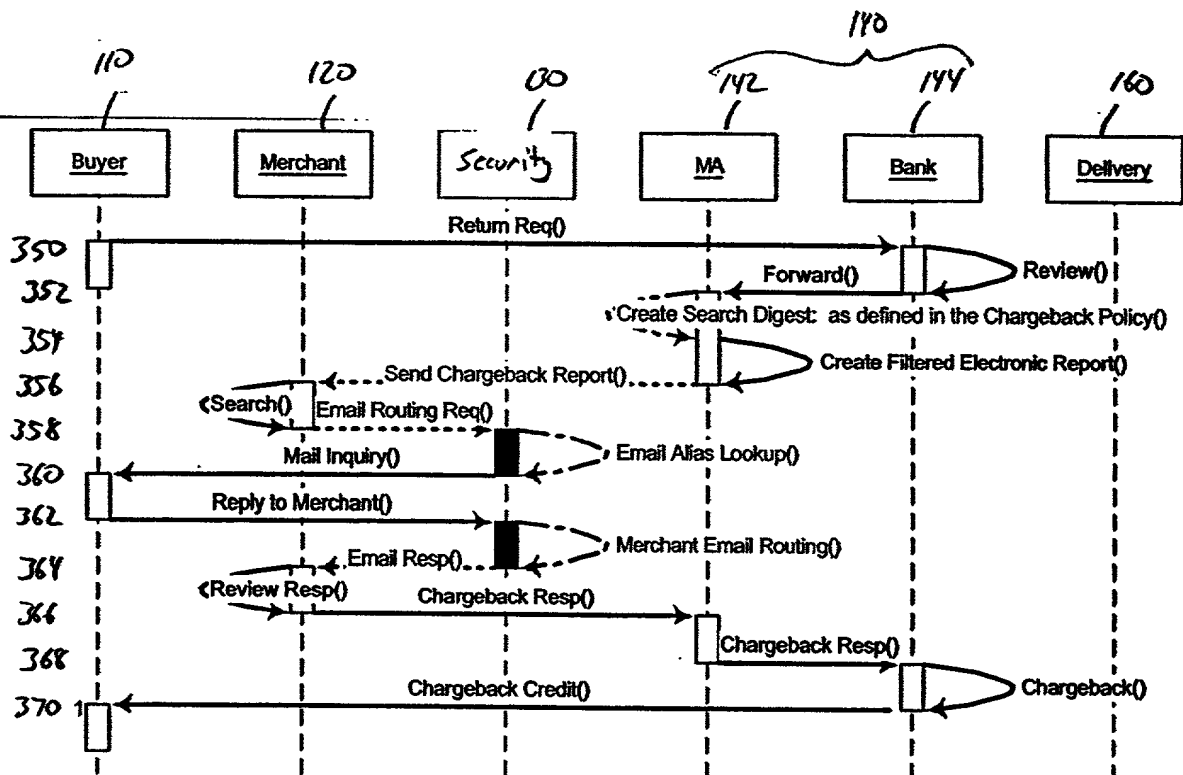 140
110 120 130 142 144 160
Buyer Merchant Security MA Bank Delivery
Return Req()
350
Review()
Forward()
352
Create Search Digest: as defined in the Chargeback Policy()
354
Create Filtered Electronic Report()
Send Chargeback Report()
356
Search() Email Routing Req()
358
Email Alias Lookup()
Mail Inquiry()
360
Reply to Merchant()
362
Merchant Email Routing()
Email Resp()
364
Review Resp() Chargeback Resp()
366
Chargeback Resp()
368
Chargeback Credit() Chargeback()
370 1